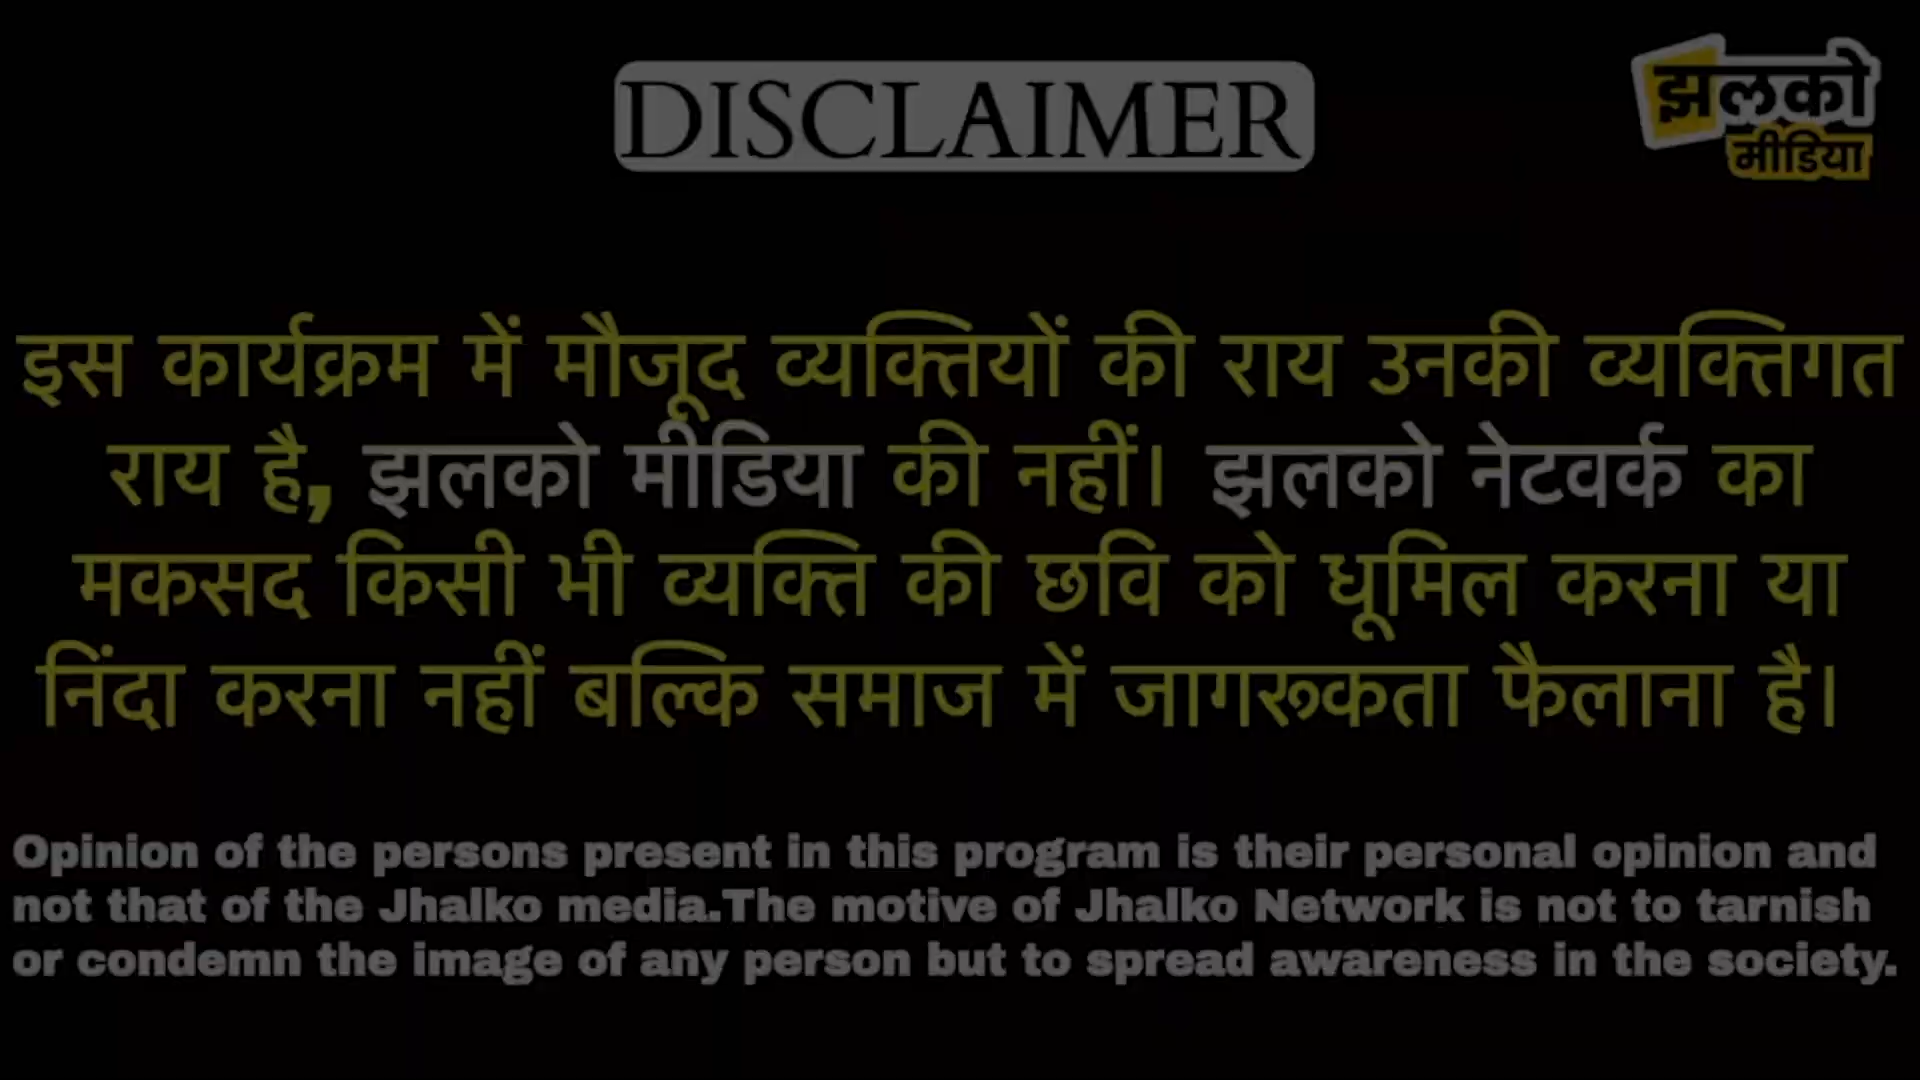 DISCLAIMER
झलको
मीडिया
इस कार्यक्रम में मौजूद व्यक्तियों की राय उनकी व्यक्तिगत
राय है, झलको मीडिया की नहीं। झलको नेटवर्क का
मकसद किसी भी व्यक्ति की छवि को धूमिल करना या
निंदा करना नहीं बल्कि समाज में जागरूकता फैलाना है।
Opinion of the persons present in this program is their personal opinion and
not that of the Jhalko media.The motive of Jhalko Network is not to tarnish
or condemn the image of any person but to spread awareness in the society.